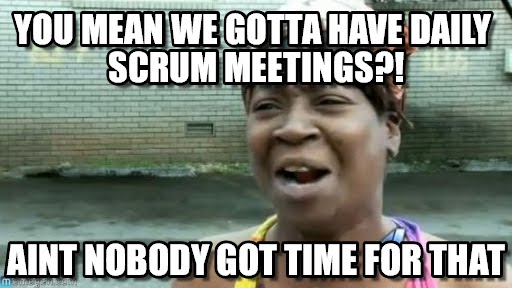 YOU MEAN WE GOTTA HAVE DAILY
SCRUM MEETINGS?!
AINT NOBODY GOT TIME FOR THAT